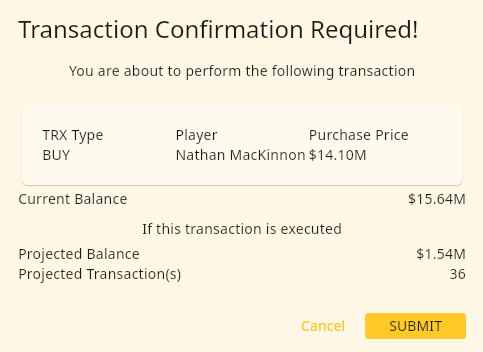 Transaction Confirmation Required!
You are about to perform the following transaction
TRX Type Player Purchase Price
BUY Nathan MacKinnon $14.10M
Current Balance $15.64M
If this transaction is executed
Projected Balance $1.54M
Projected Transaction(s) 36
Cancel SUBMIT